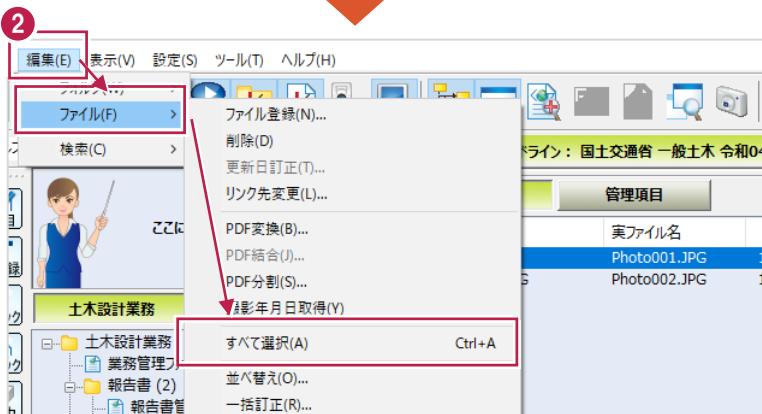 2
編集(E) 表示(V) 設定(S) ツール(T) ヘルプ(H)
ファイル(F) >
検索(C) >
ファイル登録(N)...
削除(D)
更新日訂正(T)...
リンク先変更(L)...
PDF変換(B)...
PDF結合(J)...
PDF分割(S)...
撮影年月日取得(Y)
すべて選択(A) Ctrl+A
並べ替え(O)...
一括訂正(R)...
ライン： 国土交通省 一般土木 令和04
管理項目
実ファイル名
Photo001.JPG
Photo002.JPG
ここに
土木設計業務
土木設計業務
業務管理フ
報告書 (2)
報告書管